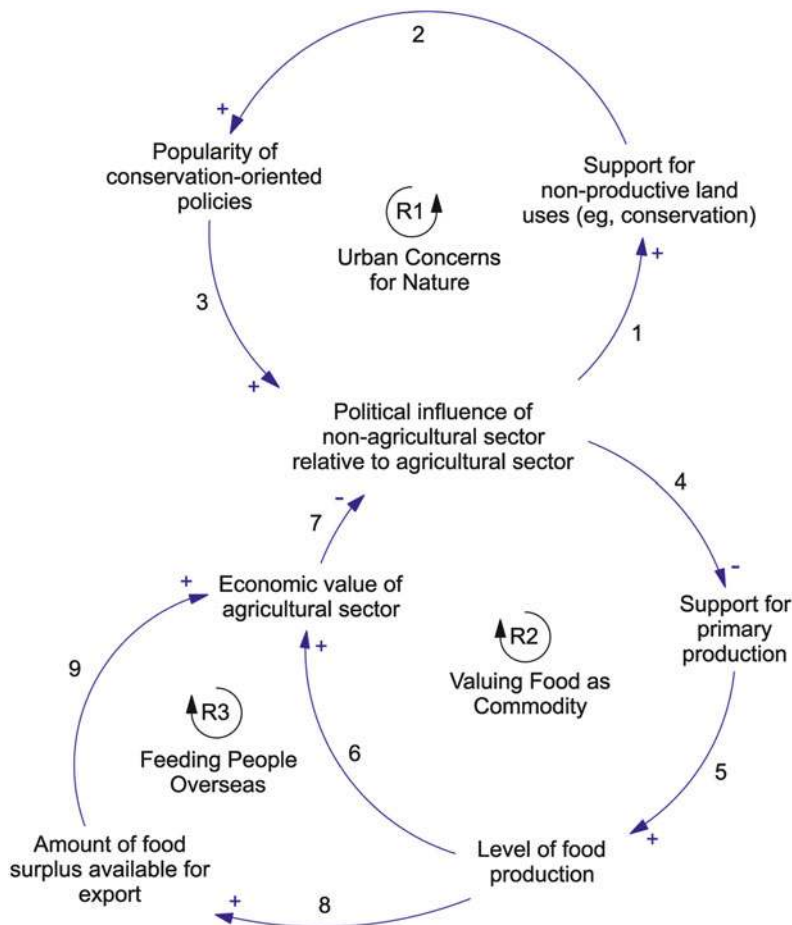 2
+
Popularity of
conservation-oriented
policies
Support for
non-productive land
uses (eg, conservation)
R1
Urban Concerns
for Nature
+
3
1
+
Political influence of
non-agricultural sector
relative to agricultural sector
4
-
7
-
+
Economic value of
agricultural sector
Support for
primary
production
+
R2
9
Valuing Food as
Commodity
R3
Feeding People
Overseas
6
5
+
Amount of food
surplus available for
export
Level of food
production
+
8